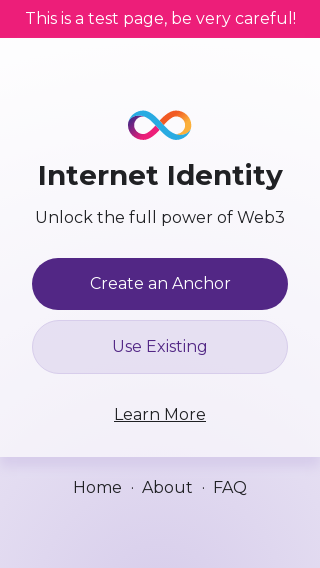 This is a test page, be very careful!
Internet Identity
Unlock the full power of Web3
Create an Anchor
Use Existing
Learn More
Home · About · FAQ